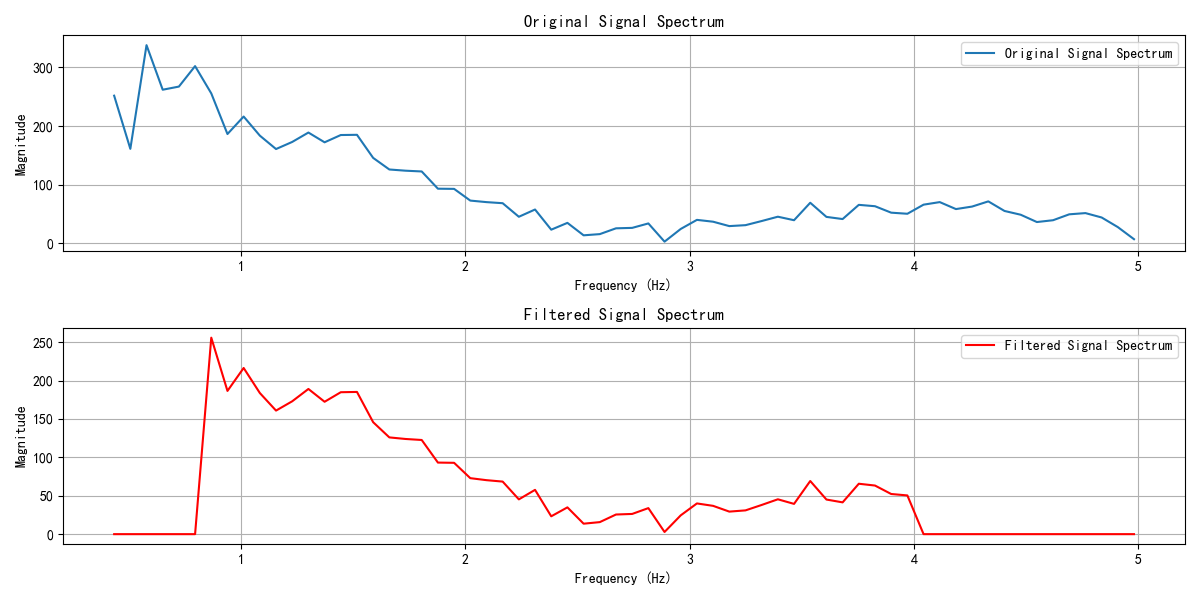 Original Signal Spectrum
Original Signal Spectrum
300
200
100
0
Magnitude
1 2 3 4 5
Frequency (Hz)
Filtered Signal Spectrum
Filtered Signal Spectrum
250
200
150
100
50
0
Magnitude
1 2 3 4 5
Frequency (Hz)